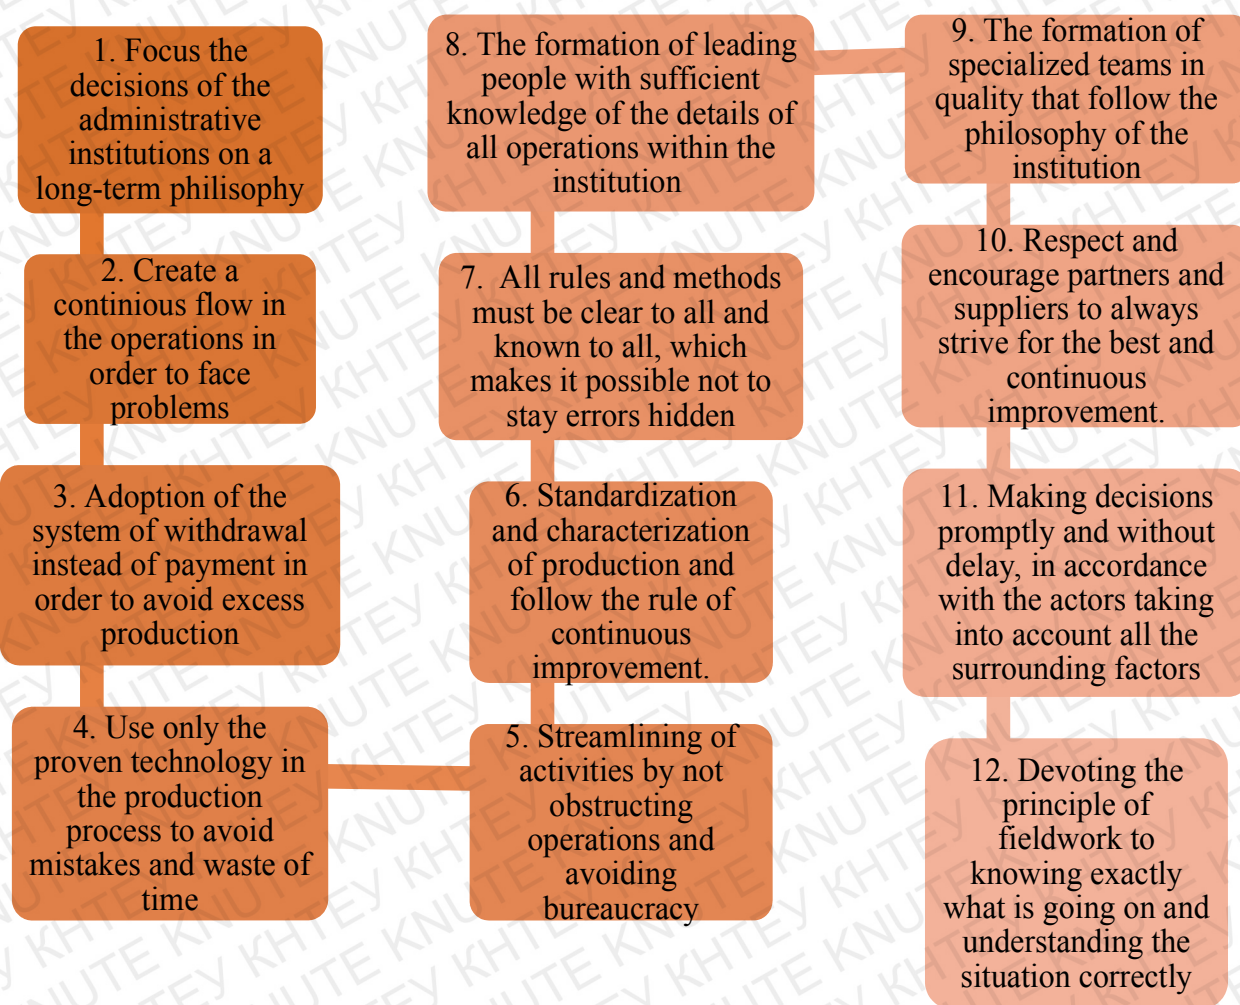 1. Focus the
decisions of the
administrative
institutions on a
long-term philisophy
2. Create a
continious flow in
the operations in
order to face
problems
3. Adoption of the
system of withdrawal
instead of payment in
order to avoid excess
production
4. Use only the
proven technology in
the production
process to avoid
mistakes and waste of
time
5. Streamlining of
activities by not
obstructing
operations and
avoiding
bureaucracy
6. Standardization
and characterization
of production and
follow the rule of
continuous
improvement.
7. All rules and methods
must be clear to all and
known to all, which
makes it possible not to
stay errors hidden
8. The formation of leading
people with sufficient
knowledge of the details of
all operations within the
institution
9. The formation of
specialized teams in
quality that follow the
philosophy of the
institution
10. Respect and
encourage partners and
suppliers to always
strive for the best and
continuous
improvement.
11. Making decisions
promptly and without
delay, in accordance
with the actors taking
into account all the
surrounding factors
12. Devoting the
principle of
fieldwork to
knowing exactly
what is going on and
understanding the
situation correctly